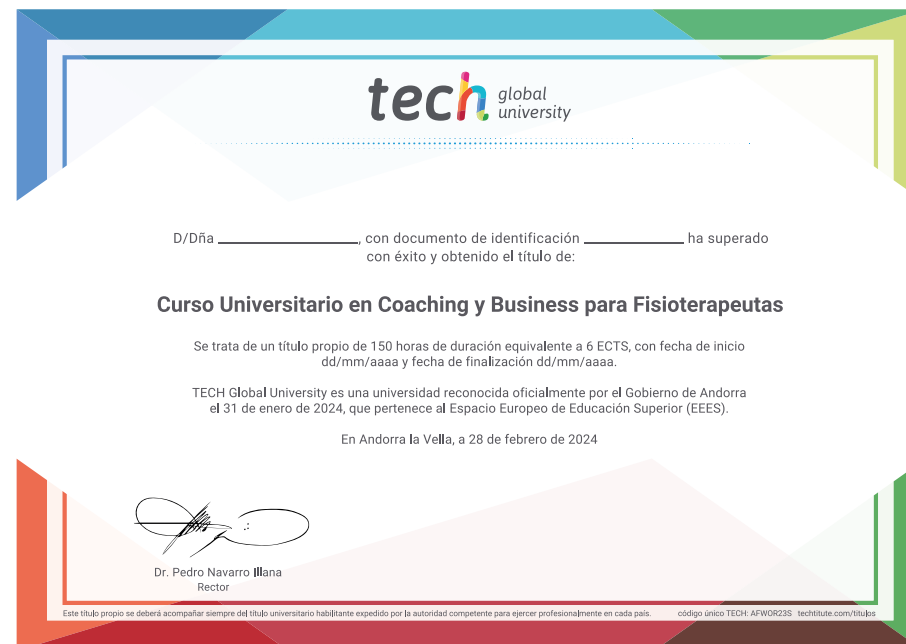 tech global university
D/Dña ____________, con documento de identificación ____________ ha superado
con éxito y obtenido el título de:
Curso Universitario en Coaching y Business para Fisioterapeutas
Se trata de un título propio de 150 horas de duración equivalente a 6 ECTS, con fecha de inicio
dd/mm/aaaa y fecha de finalización dd/mm/aaaa.
TECH Global University es una universidad reconocida oficialmente por el Gobierno de Andorra
el 31 de enero de 2024, que pertenece al Espacio Europeo de Educación Superior (EEES).
En Andorra la Vella, a 28 de febrero de 2024
Dr. Pedro Navarro Illana
Rector
Este título propio se deberá acompañar siempre del título universitario habilitante expedido por la autoridad competente para ejercer profesionalmente en cada país. código único TECH: AFWOR23S techtitute.com/titulos